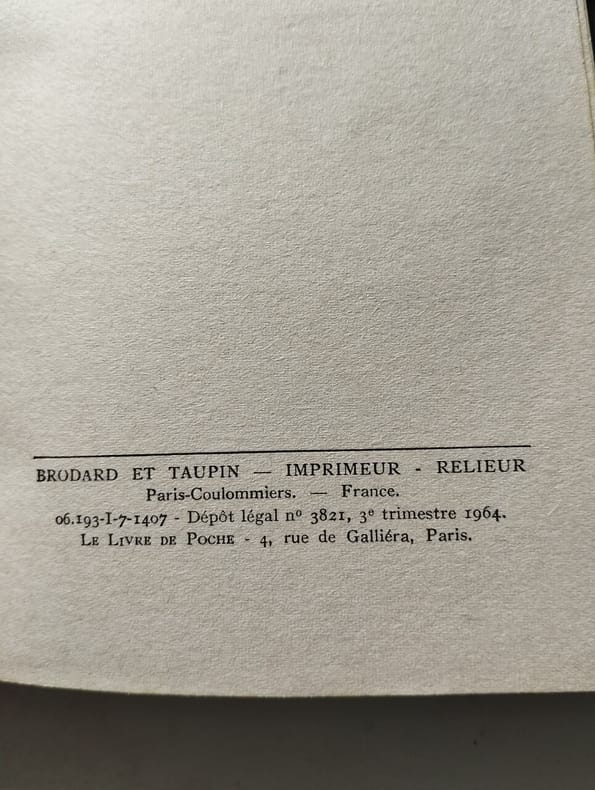 BRODARD ET TAUPIN — IMPRIMEUR - RELIEUR
Paris-Coulommiers. — France.
06.193-I-7-1407 - Dépôt légal nº 3821, 3e trimestre 1964.
LE LIVRE DE POCHE - 4, rue de Galliéra, Paris.